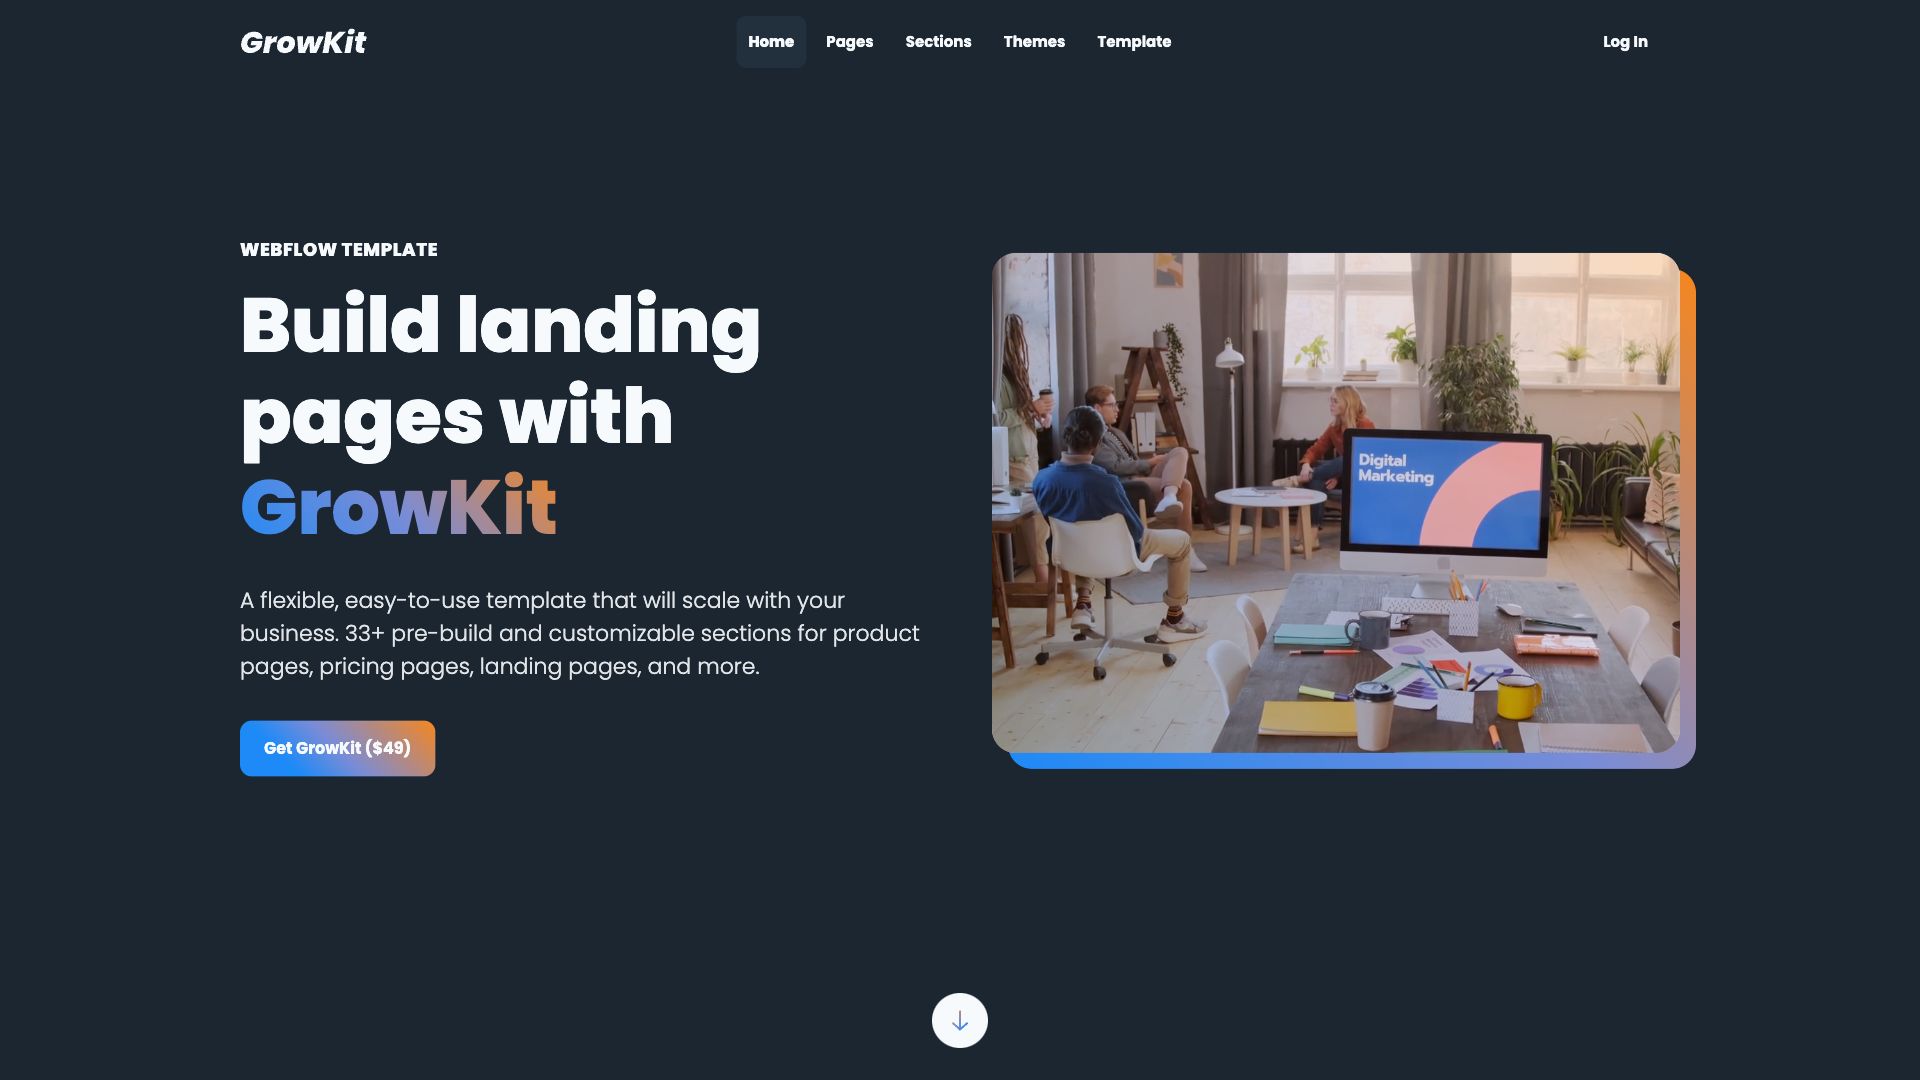 GrowKit
Home Pages Sections Themes Template
Log In
WEBFLOW TEMPLATE
Build landing
pages with
GrowKit
A flexible, easy-to-use template that will scale with your
business. 33+ pre-build and customizable sections for product
pages, pricing pages, landing pages, and more.
Get GrowKit ($49)
Digital
Marketing